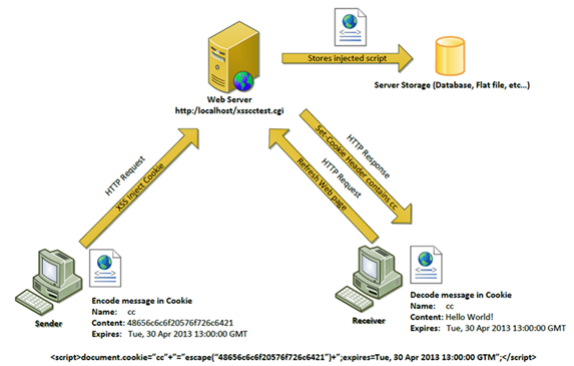 Stores injected script
Server Storage (Database, Flat file, etc...)
Web Server
http:/localhost/xsscctest.cgi
HTTP Request
XSS Inject Cookie
HTTP Response
Set-Cookie Header contains cc
HTTP Request
Refresh Web page
Sender
Encode message in Cookie
Name: cc
Content: 48656c6c6f20576f726c6421
Expires: Tue, 30 Apr 2013 13:00:00 GMT
Receiver
Decode message in Cookie
Name: cc
Content: Hello World!
Expires: Tue, 30 Apr 2013 13:00:00 GMT
<script>document.cookie="cc"+"="escape("48656c6c6f20576f726c6421")+";expires=Tue, 30 Apr 2013 13:00:00 GTM";</script>